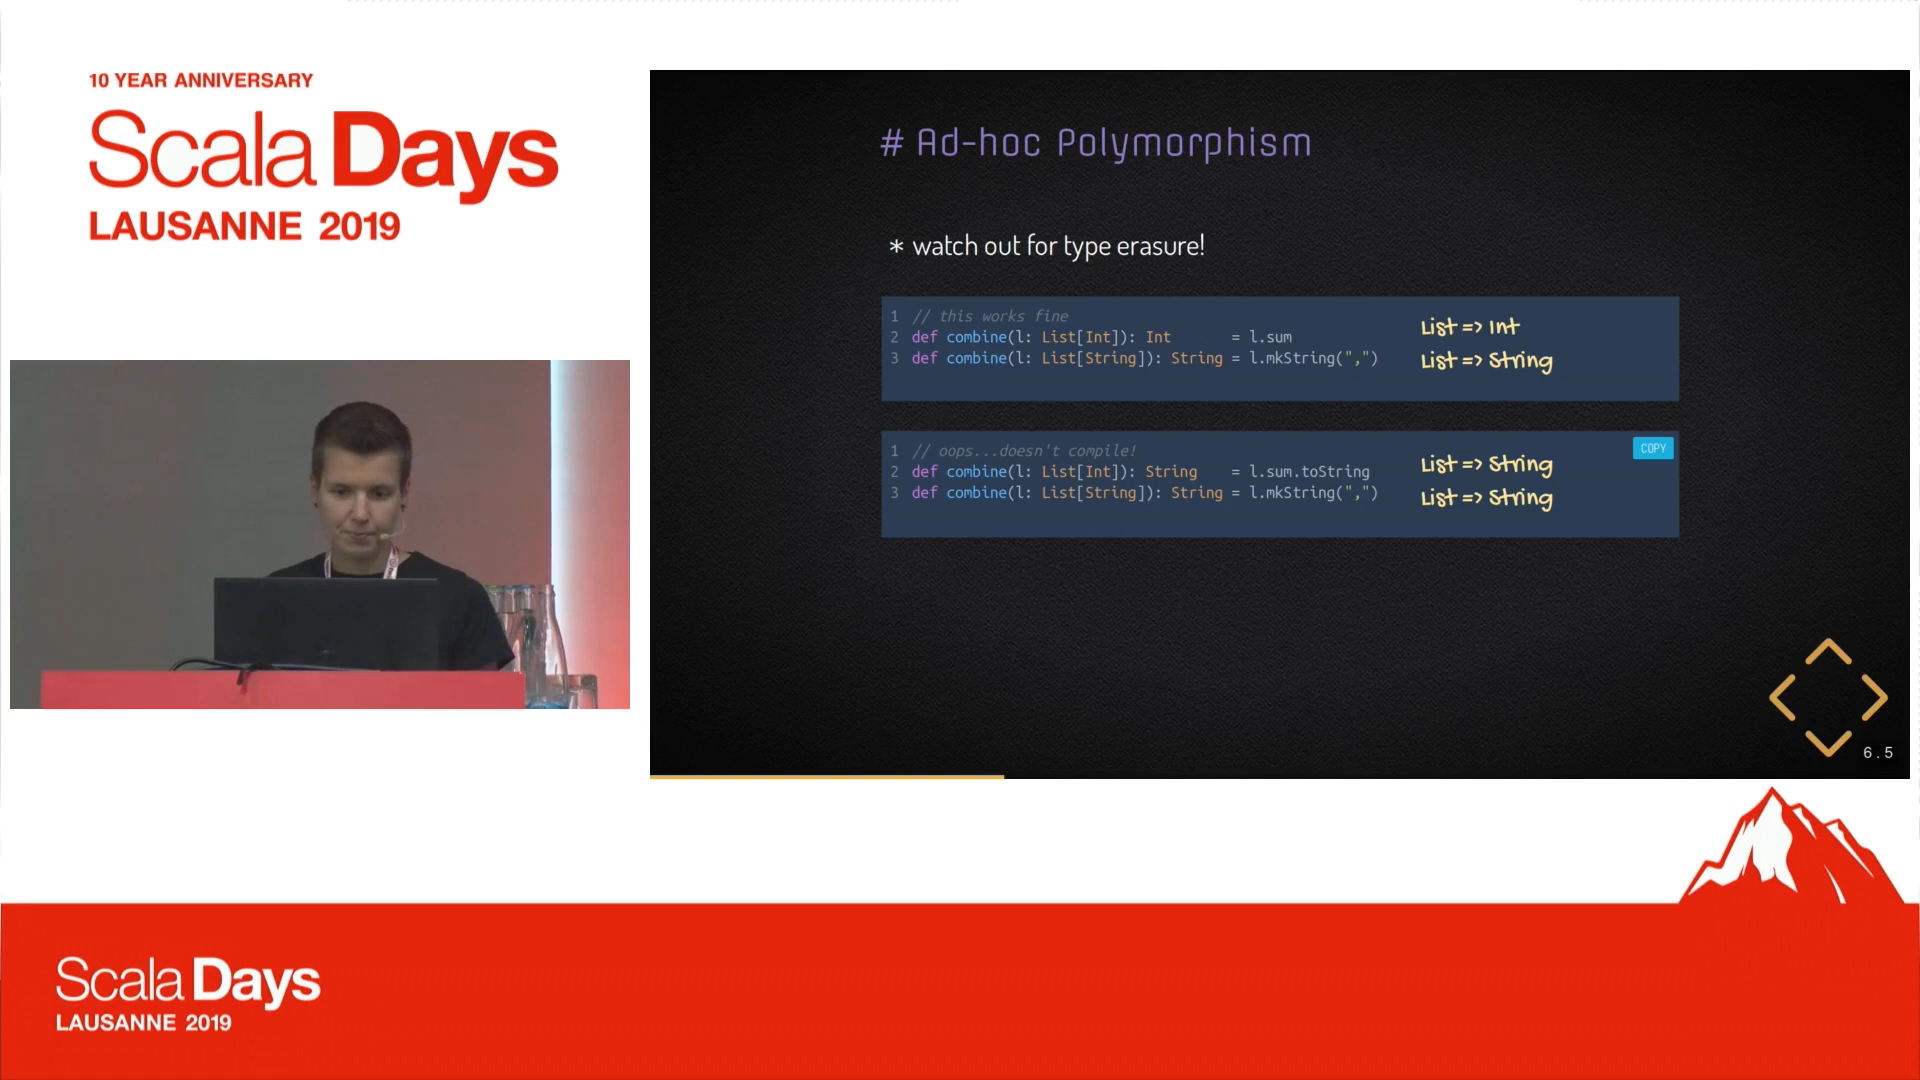 10 YEAR ANNIVERSARY
Scala Days
LAUSANNE 2019
# Ad-hoc Polymorphism
* watch out for type erasure!
1 // this works fine
2 def combine(l: List[Int]): Int = l.sum
3 def combine(l: List[String]): String = l.mkString(",")
List => Int
List => String
1 // oops...doesn't compile!
2 def combine(l: List[Int]): String = l.sum.toString
3 def combine(l: List[String]): String = l.mkString(",")
List => String
List => String
COPY
6.5
Scala Days
LAUSANNE 2019